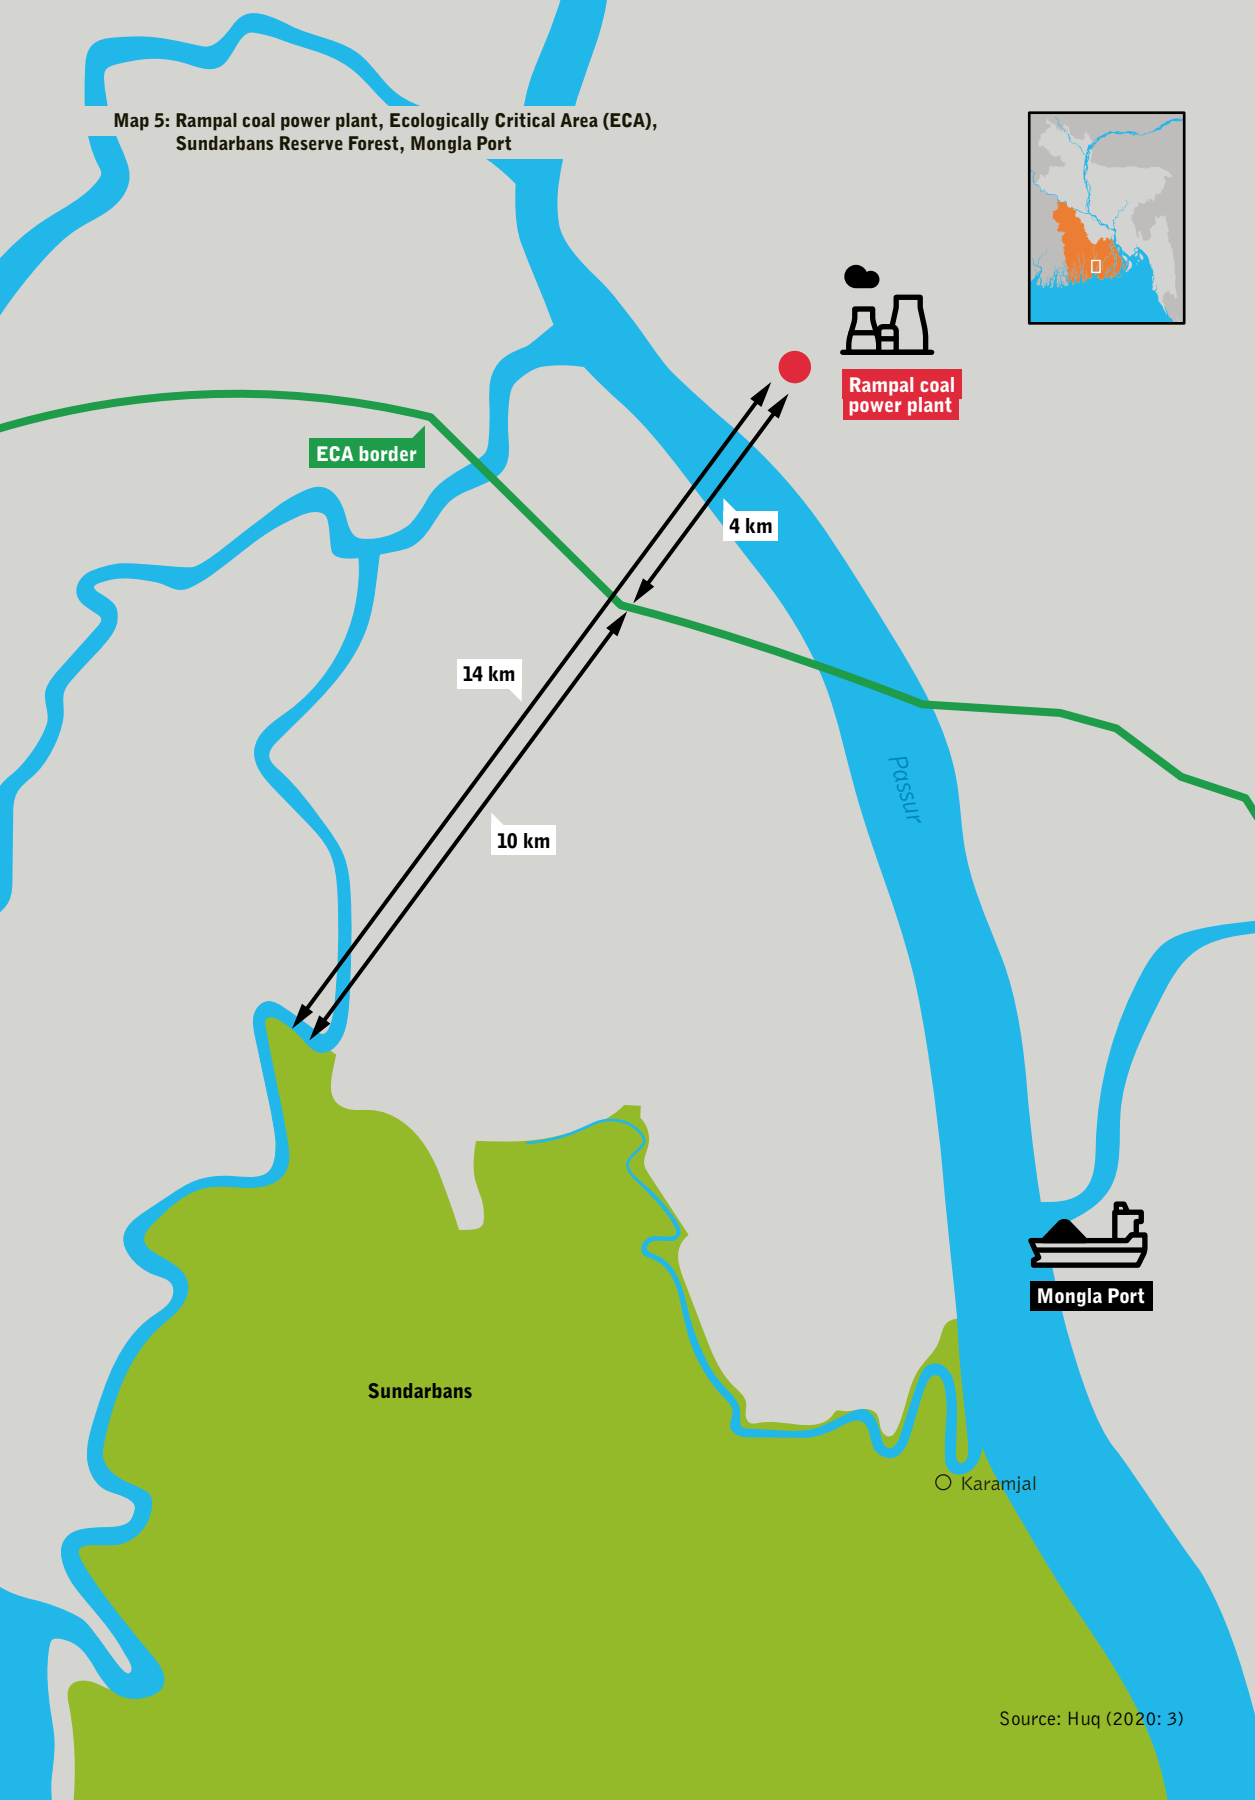 Map 5: Rampal coal power plant, Ecologically Critical Area (ECA),
Sundarbans Reserve Forest, Mongla Port
Rampal coal
power plant
ECA border
4 km
14 km
Passur
10 km
Mongla Port
Sundarbans
Karamjal
Source: Huq (2020: 3)